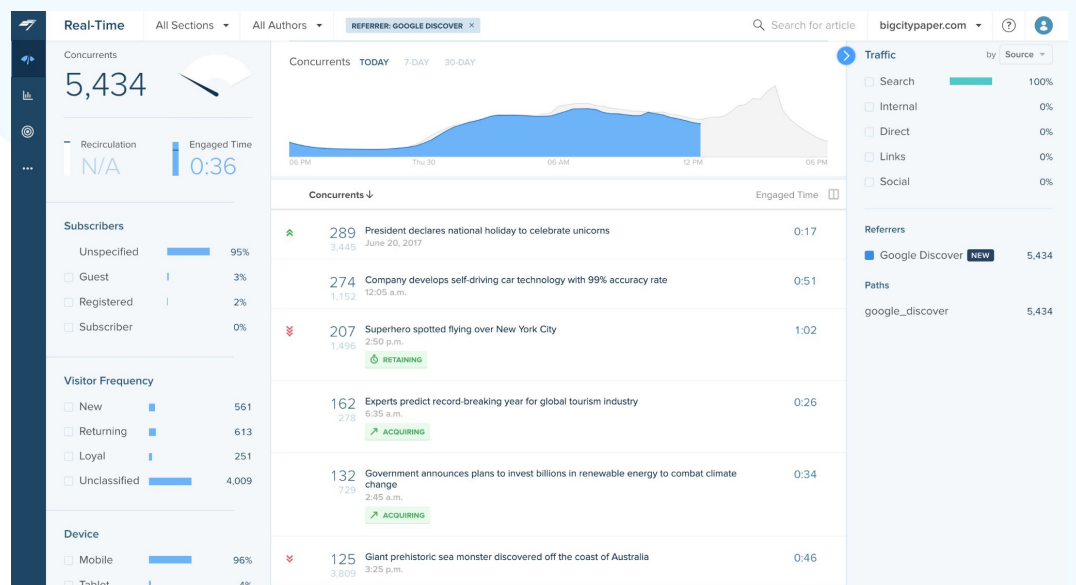 Real-Time
All Sections
All Authors
REFERRER: GOOGLE DISCOVER ×
Search for article
bigcitypaper.com
?
Concurrents
5,434
Recirculation
N/A
Engaged Time
0:36
Subscribers
Unspecified 95%
Guest 3%
Registered 2%
Subscriber 0%
Visitor Frequency
New 561
Returning 613
Loyal 251
Unclassified 4,009
Device
Mobile 96%
Tablet 4%
Concurrents TODAY 7-DAY 30-DAY
06 PM Thu 30 06 AM 12 PM 06 PM
Concurrents ↓ Engaged Time
289 President declares national holiday to celebrate unicorns 0:17
3,445 June 20, 2017
274 Company develops self-driving car technology with 99% accuracy rate 0:51
1,152 12:05 a.m.
207 Superhero spotted flying over New York City 1:02
1,496 2:50 p.m.
RETAINING
162 Experts predict record-breaking year for global tourism industry 0:26
278 6:35 a.m.
ACQUIRING
132 Government announces plans to invest billions in renewable energy to combat climate 0:34
729 change
2:45 a.m.
ACQUIRING
125 Giant prehistoric sea monster discovered off the coast of Australia 0:46
3,809 3:25 p.m.
Traffic by Source
Search 100%
Internal 0%
Direct 0%
Links 0%
Social 0%
Referrers
Google Discover NEW 5,434
Paths
google_discover 5,434